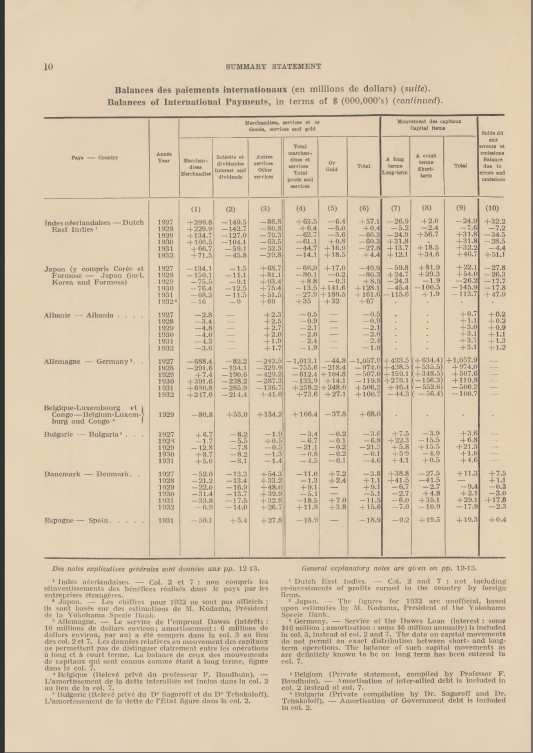 10
SUMMARY STATEMENT
Balances des paiements internationaux (en millions de dollars) (suite).
Balances of International Payments, in terms of $ (000,000's) (continued).
Pays — Country
Année
Year
Marchandises, services et or
Goods, services and gold
Mouvement des capitaux
Capital items
Solde dû
aux
erreurs et
omissions
Balance
due to
errors and
omissions
Marchan-
dises
Merchandise
Intérêts et
dividendes
Interest and
dividends
Autres
services
Other
services
Total
marchan-
dises et
services
Total
goods and
services
Or
Gold
Total
A long
terme
Long-term
A court
terme
Short-
term
Total
(1) (2) (3) (4) (5) (6) (7) (8) (9) (10)
Indes néerlandaises — Dutch
East Indies ¹
1927 +299.8 −149.5 −86.8 +63.5 −6.4 +57.1 −26.9 +2.0 −24.9 −32.2
1928 +229.9 −142.7 −80.8 +6.4 −6.0 +0.4 −5.2 −2.4 −7.6 −7.2
1929 +134.7 −127.0 −70.3 −62.7 −3.6
1930 +106.5 −104.1 −63.5 −61.1 +0.8 −60.3 +31.8
1931 +66.7 −59.1 −52.3 −44.7 +16.9 −27.8 +13.7 +18.5 +32.2 −4.4
1932 +71.5 −45.8 −39.8 −14.1 +18.5 +4.4 +12.1 +34.6 +46.7
Japon (y compris Corée et
Formose — Japan (incl.
Korea and Formosa)
1927 −134.1 −1.5 +68.7 −66.9 +17.0 −49.9 −59.8 +81.9 +22.1 −27.8
1928 −150.1 −11.1 +81.1 −80.1 −0.2 −80.3 +24.7 +29.3 +54.0 −26.3
1929 −75.5 −9.1 +93.4 +8.8 −0.3 +8.5 −24.3 −1.9 −26.2 −17.7
1930 −76.4 −12.5 +75.4 −13.5 +141.6 +128.1 −45.4 −100.5 −145.9 −17.8
1931 −68.3 −11.5 +51.9 −27.9 +189.5 +161.6 −115.6 +1.9 −113.7 +47.9
1932² −16 −9 +60 +35 +32 +67
Albanie — Albania
1927 −2.8 — +2.3 −0.5 — −0.5 . . +0.7 +0.2
1928 −3.4 — +2.5 −0.9 — −0.9 . . +1.1 +0.2
1929 −4.8 — +2.7 −2.1 — −2.1 . . +3.0 +0.9
1930 −4.0 — +2.0 −2.0 — −2.0 . . +3.1 +1.1
1931 −4.3 — +1.9 −2.4 — −2.4 . . +3.7 +1.3
1932 −3.6 — +1.7 −1.9 — . . +3.1 +1.2
Allemagne — Germany ³
1927 −688.4 −82.2 −242.5 −1,013.1 −44.8 −1,057.9 +423.5 (+634.4) +1,057.9
1928 −291.6 −134.1 −329.9 −755.6 −218.4 −974.0 +438.5 (+535.5) +974.0
1929 +7.4 −190.6 −429.2 −612.4 +104.8 −507.6 +159.1 (+348.5) +507.6
1930 +391.6 −238.2 −287.3 −133.9 +14.1 −119.8 +276.1 (−156.3) +119.8
1931 +680.8 −285.9 −136.7 +258.2 +248.0 +506.2 +46.4 (−552.6) −506.2
1932 +247.0 −214.4 +41.0 +73.6 +27.1 +100.7 −44.3 (−56.4) −100.7
Belgique-Luxembourg et
Congo — Belgium-Luxem-
burg and Congo ⁴
1929 −80.8 +53.0 +134.2 +106.4 −37.8 +68.6
Bulgarie — Bulgaria ⁵
1927 +6.7 −8.2 −1.9 −3.4 −0.2 −3.6 +7.5 −3.9 +3.6 —
1928 −1.7 −5.5 +0.5 −6.7 −0.1 −6.8 +22.3 −15.5 +6.8 —
1929 −12.8 −7.8 −0.5 −21.1 −0.2 −21.3 +5.8 +15.5 +21.3 —
1930 +8.7 −8.2 −1.3 −0.8 −0.2 +5.9 −4.9 +1.0 —
1931 +5.0 −8.1 −1.4 −4.5 −0.1 −4.6 +4.1 +0.5 +4.6 —
Danemark — Denmark
1927 −52.0 −13.3 +54.3 −11.0 +7.2 −3.8 +38.8 −27.5 +11.3 +7.5
1928 −21.2 −13.4 +33.2 −1.3 +2.4 +1.1 +41.5 −41.5 — +1.1
1929 −22.0 −16.9 +48.0 +9.1 — +9.1 −6.7 −2.7 −9.4 −0.3
1930 −31.4 −13.7 +39.9 −5.1 — −5.1 −2.7 +4.8 +2.1 −3.0
1931 −33.8 −17.5 +32.8 −18.5 +7.0 −11.5 −6.0 +35.1 +29.1 +17.6
1932 −0.9 −14.0 +26.7 +11.8 +3.8 +15.6 −7.0 −10.9 −17.9 −2.3
Espagne — Spain
1931 −50.1 +3.4 +27.8 −18.9 — −18.9 −0.2 +19.5 +19.3 +0.4
Des notes explicatives générales sont données aux pp. 12-13.
¹ Indes néerlandaises. — Col. 2 et 7 : non compris les
réinvestissements des bénéfices réalisés dans le pays par les
entreprises étrangères.
² Japon. — Les chiffres pour 1932 ne sont pas officiels :
ils sont basés sur des estimations de M. Kodama, Président
de la Yokohama Specie Bank.
³ Allemagne. — Le service de l'emprunt Dawes (intérêts :
16 millions de dollars environ ; amortissement : 6 millions de
dollars environ, par an) a été compris dans la col. 3 au lieu
des col. 2 et 7. Les données relatives au mouvement des capitaux
ne permettent pas de distinguer clairement entre les opérations
à long et à court terme. La balance de ceux des mouvements
de capitaux qui sont connus comme étant à long terme, figure
dans la col. 7.
⁴ Belgique (Relevé privé du professeur F. Baudhuin). —
L'amortissement de la dette interalliée est inclus dans la col. 2
au lieu de la col. 7.
⁵ Bulgarie (Relevé privé du Dʳ Sagoroff et du Dʳ Tchakaloff).
L'amortissement de la dette de l'Etat figure dans la col. 2.
General explanatory notes are given on pp. 12-13.
¹ Dutch East Indies. — Col. 2 and 7 : not including
re-investments of profits earned in the country by foreign
firms.
² Japan. — The figures for 1932 are unofficial, based
upon estimates by M. Kodama, President of the Yokohama
Specie Bank.
³ Germany. — Service of the Dawes Loan (interest : some
$16 million ; amortisation : some $6 million annually) is included
in col. 3, instead of col. 2 and 7. The data on capital movements
do not permit an exact distribution between short- and long-
term operations. The balance of such capital movements as
are definitely known to be on long term has been entered in
col. 7.
⁴ Belgium (Private statement, compiled by Professor F.
Baudhuin). — Amortisation of inter-allied debt is included in
col. 2 instead of col. 7.
⁵ Bulgaria (Private compilation by Dr. Sagoroff and Dr.
Tchakaloff). — Amortisation of Government debt is included
in col. 2.